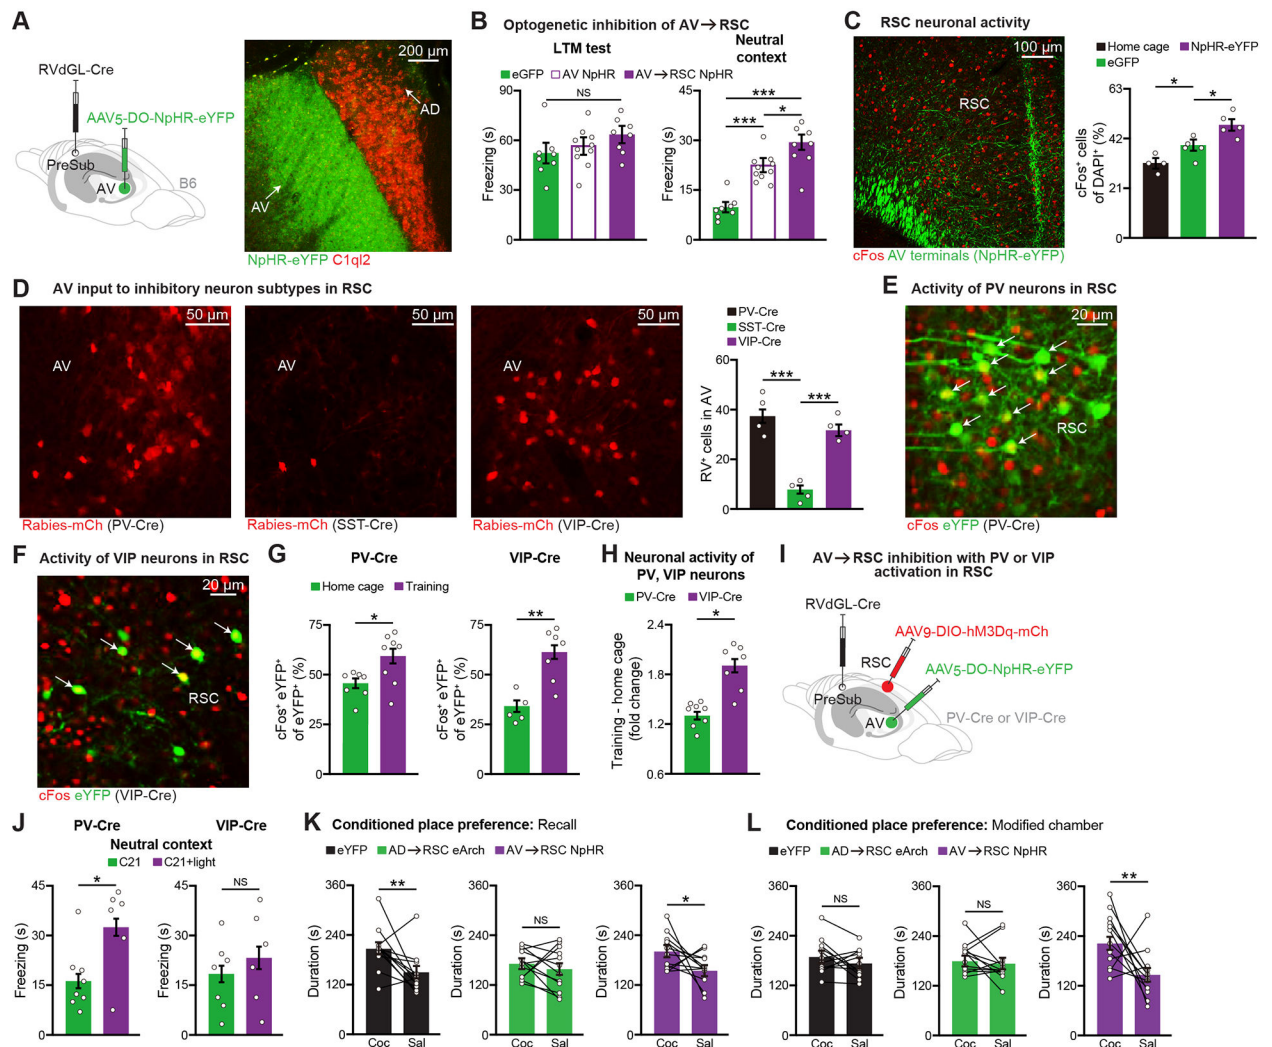 A
RVdGL-Cre
AAV5-DO-NpHR-eYFP
PreSub
AV
B6
200 µm
AD
AV
NpHR-eYFP C1ql2
B Optogenetic inhibition of AV→RSC
LTM test
Neutral
context
eGFP AV NpHR AV→RSC NpHR
Freezing (s)
90
60
30
0
NS
Freezing (s)
45
30
15
0
***
***
*
C RSC neuronal activity
100 µm
RSC
cFos AV terminals (NpHR-eYFP)
Home cage NpHR-eYFP
eGFP
cFos⁺ cells
of DAPI⁺ (%)
63
42
21
0
*
*
D AV input to inhibitory neuron subtypes in RSC
50 µm
AV
Rabies-mCh (PV-Cre)
50 µm
AV
Rabies-mCh (SST-Cre)
50 µm
AV
Rabies-mCh (VIP-Cre)
PV-Cre
SST-Cre
VIP-Cre
RV⁺ cells in AV
60
40
20
0
***
***
E Activity of PV neurons in RSC
20 µm
RSC
cFos eYFP (PV-Cre)
F Activity of VIP neurons in RSC
20 µm
RSC
cFos eYFP (VIP-Cre)
G PV-Cre
VIP-Cre
Home cage Training
cFos⁺ eYFP⁺
of eYFP⁺ (%)
75
50
25
0
*
cFos⁺ eYFP⁺
of eYFP⁺ (%)
75
50
25
0
**
H Neuronal activity of
PV, VIP neurons
PV-Cre VIP-Cre
Training - home cage
(fold change)
2.4
1.8
1.2
0.6
*
I AV→RSC inhibition with PV or VIP
activation in RSC
RVdGL-Cre
AAV9-DIO-hM3Dq-mCh
RSC
AAV5-DO-NpHR-eYFP
PreSub
AV
PV-Cre or VIP-Cre
J PV-Cre VIP-Cre
Neutral context
C21 C21+light
Freezing (s)
45
30
15
0
*
Freezing (s)
45
30
15
0
NS
K Conditioned place preference: Recall
eYFP AD→RSC eArch AV→RSC NpHR
Duration (s)
360
240
120
0
**
Coc Sal
Duration (s)
360
240
120
0
NS
Coc Sal
Duration (s)
360
240
120
0
*
Coc Sal
L Conditioned place preference: Modified chamber
eYFP AD→RSC eArch AV→RSC NpHR
Duration (s)
360
240
120
0
NS
Coc Sal
Duration (s)
360
240
120
0
NS
Coc Sal
Duration (s)
360
240
120
0
**
Coc Sal